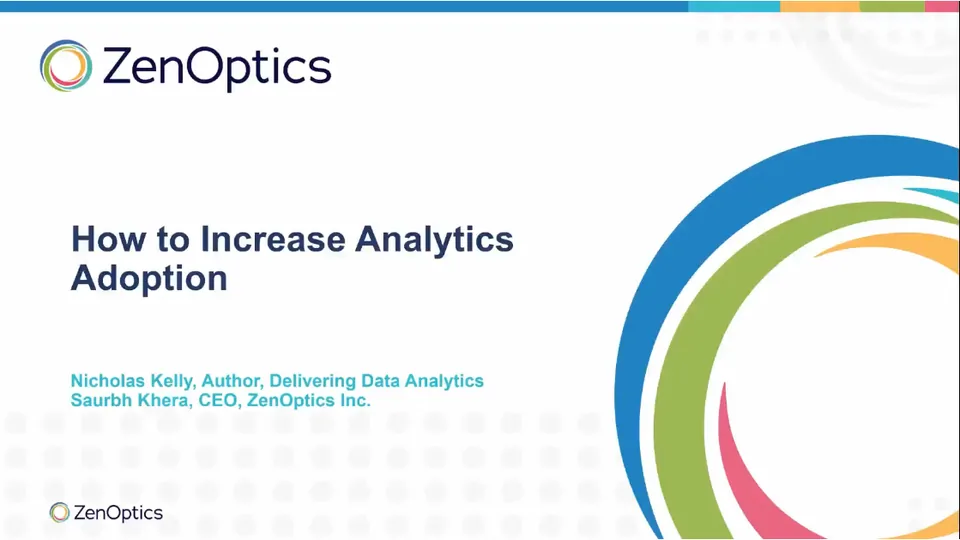 ZenOptics
How to Increase Analytics
Adoption
Nicholas Kelly, Author, Delivering Data Analytics
Saurbh Khera, CEO, ZenOptics Inc.
ZenOptics